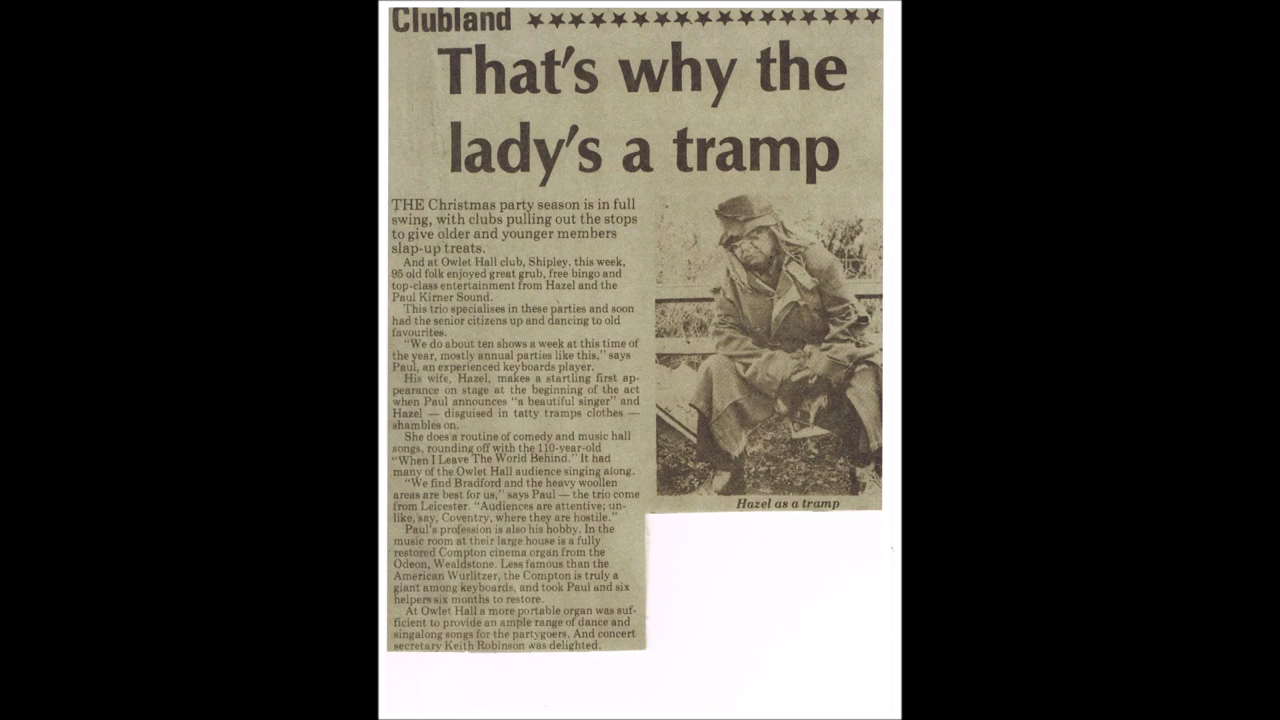 Clubland ★★★★★★★★★★★★★★★★★★
That's why the
lady's a tramp
THE Christmas party season is in full
swing, with clubs pulling out the stops
to give older and younger members
slap-up treats.
And at Owlet Hall club, Shipley, this week,
95 old folk enjoyed great grub, free bingo and
top-class entertainment from Hazel and the
Paul Kirner Sound.
This trio specialises in these parties and soon
had the senior citizens up and dancing to old
favourites.
"We do about ten shows a week at this time of
the year, mostly annual parties like this," says
Paul, an experienced keyboards player.
His wife, Hazel, makes a startling first ap-
pearance on stage at the beginning of the act
when Paul announces "a beautiful singer" and
Hazel — disguised in tatty tramps clothes —
shambles on.
She does a routine of comedy and music hall
songs, rounding off with the 110-year-old
"When I Leave The World Behind." It had
many of the Owlet Hall audience singing along.
"We find Bradford and the heavy woollen
areas are best for us," says Paul — the trio come
from Leicester. "Audiences are attentive; un-
like, say, Coventry, where they are hostile."
Paul's profession is also his hobby. In the
music room at their large house is a fully
restored Compton cinema organ from the
Odeon, Wealdstone. Less famous than the
American Wurlitzer, the Compton is truly a
giant among keyboards, and took Paul and six
helpers six months to restore.
At Owlet Hall a more portable organ was suf-
ficient to provide an ample range of dance and
singalong songs for the partygoers. And concert
secretary Keith Robinson was delighted.
Hazel as a tramp